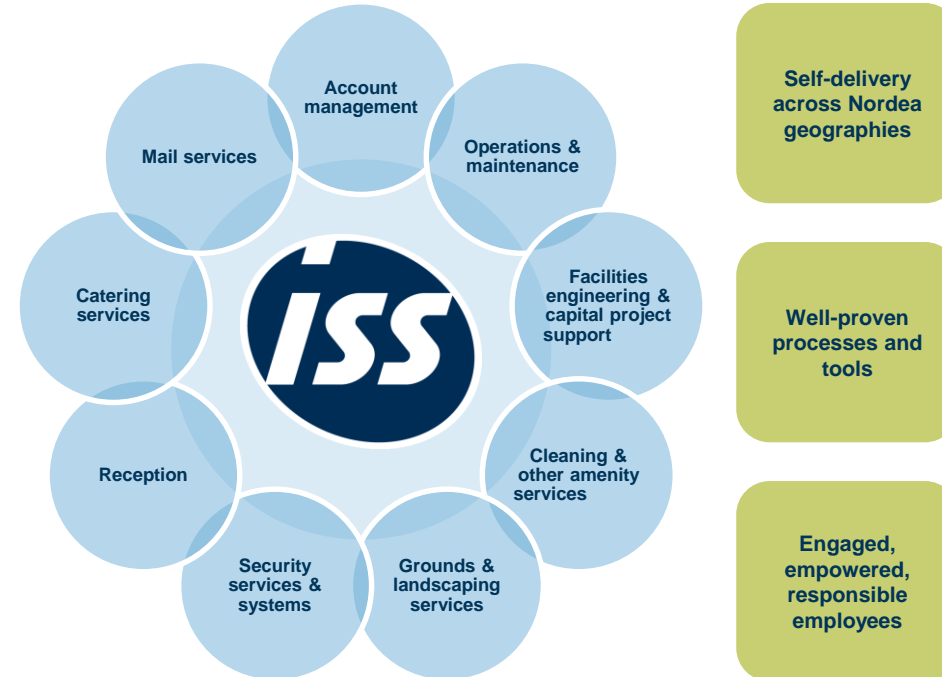 Account
management
Operations &
maintenance
Facilities
engineering &
capital project
support
Cleaning &
other amenity
services
Grounds &
landscaping
services
Security
services &
systems
Reception
Catering
services
Mail services
ISS
Self-delivery
across Nordea
geographies
Well-proven
processes and
tools
Engaged,
empowered,
responsible
employees